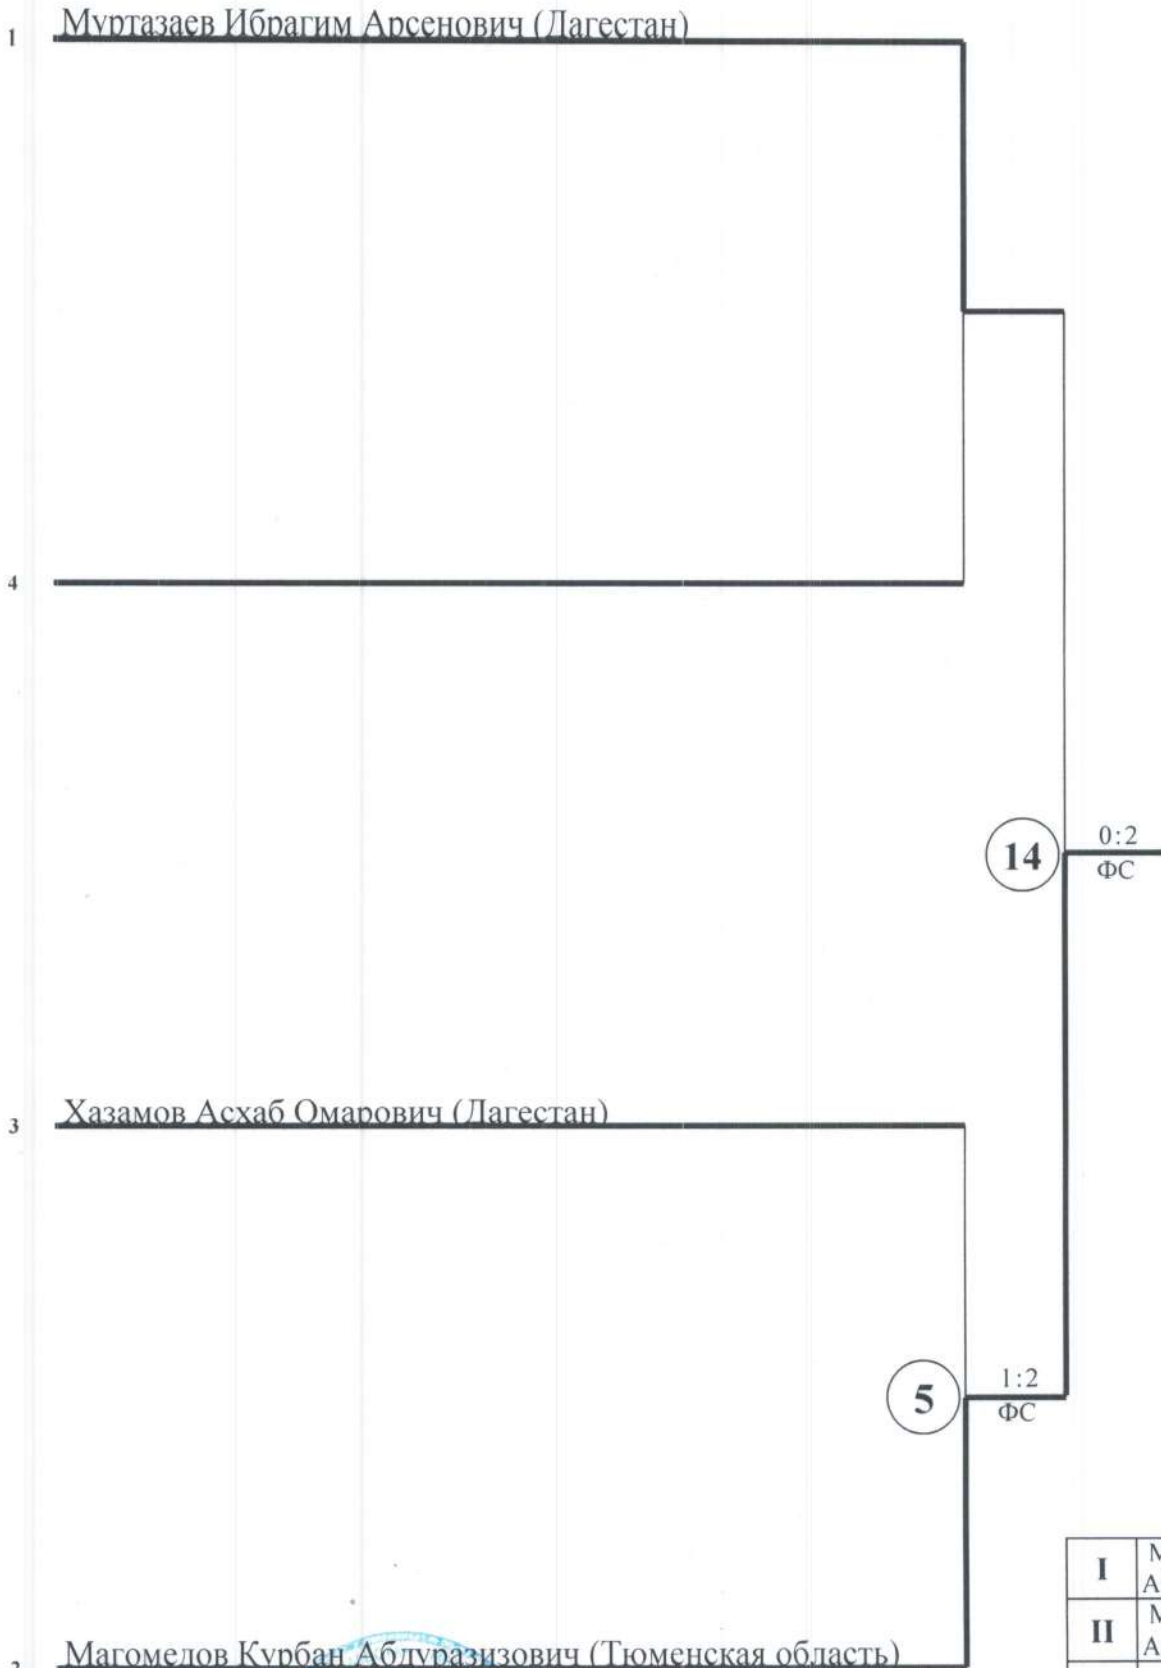 1 Муртазаев Ибрагим Арсенович (Дагестан)
4
14 0:2
ФС
3 Хазамов Асхаб Омарович (Дагестан)
5 1:2
ФС
I М
А
II М
А
Магомедов Курбан Абдуразизович (Тюменская область)